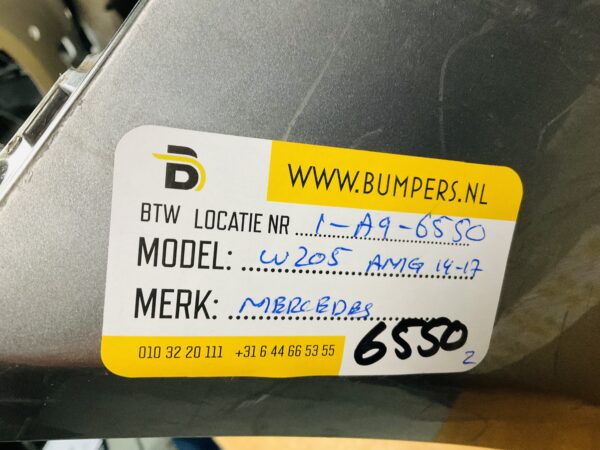 WWW.BUMPERS.NL
BTW LOCATIE NR 1-A9-6550
MODEL: W205 AMG 14-17
MERK: MERCEDES
010 32 20 111 +31 6 44 66 53 55
6550
2